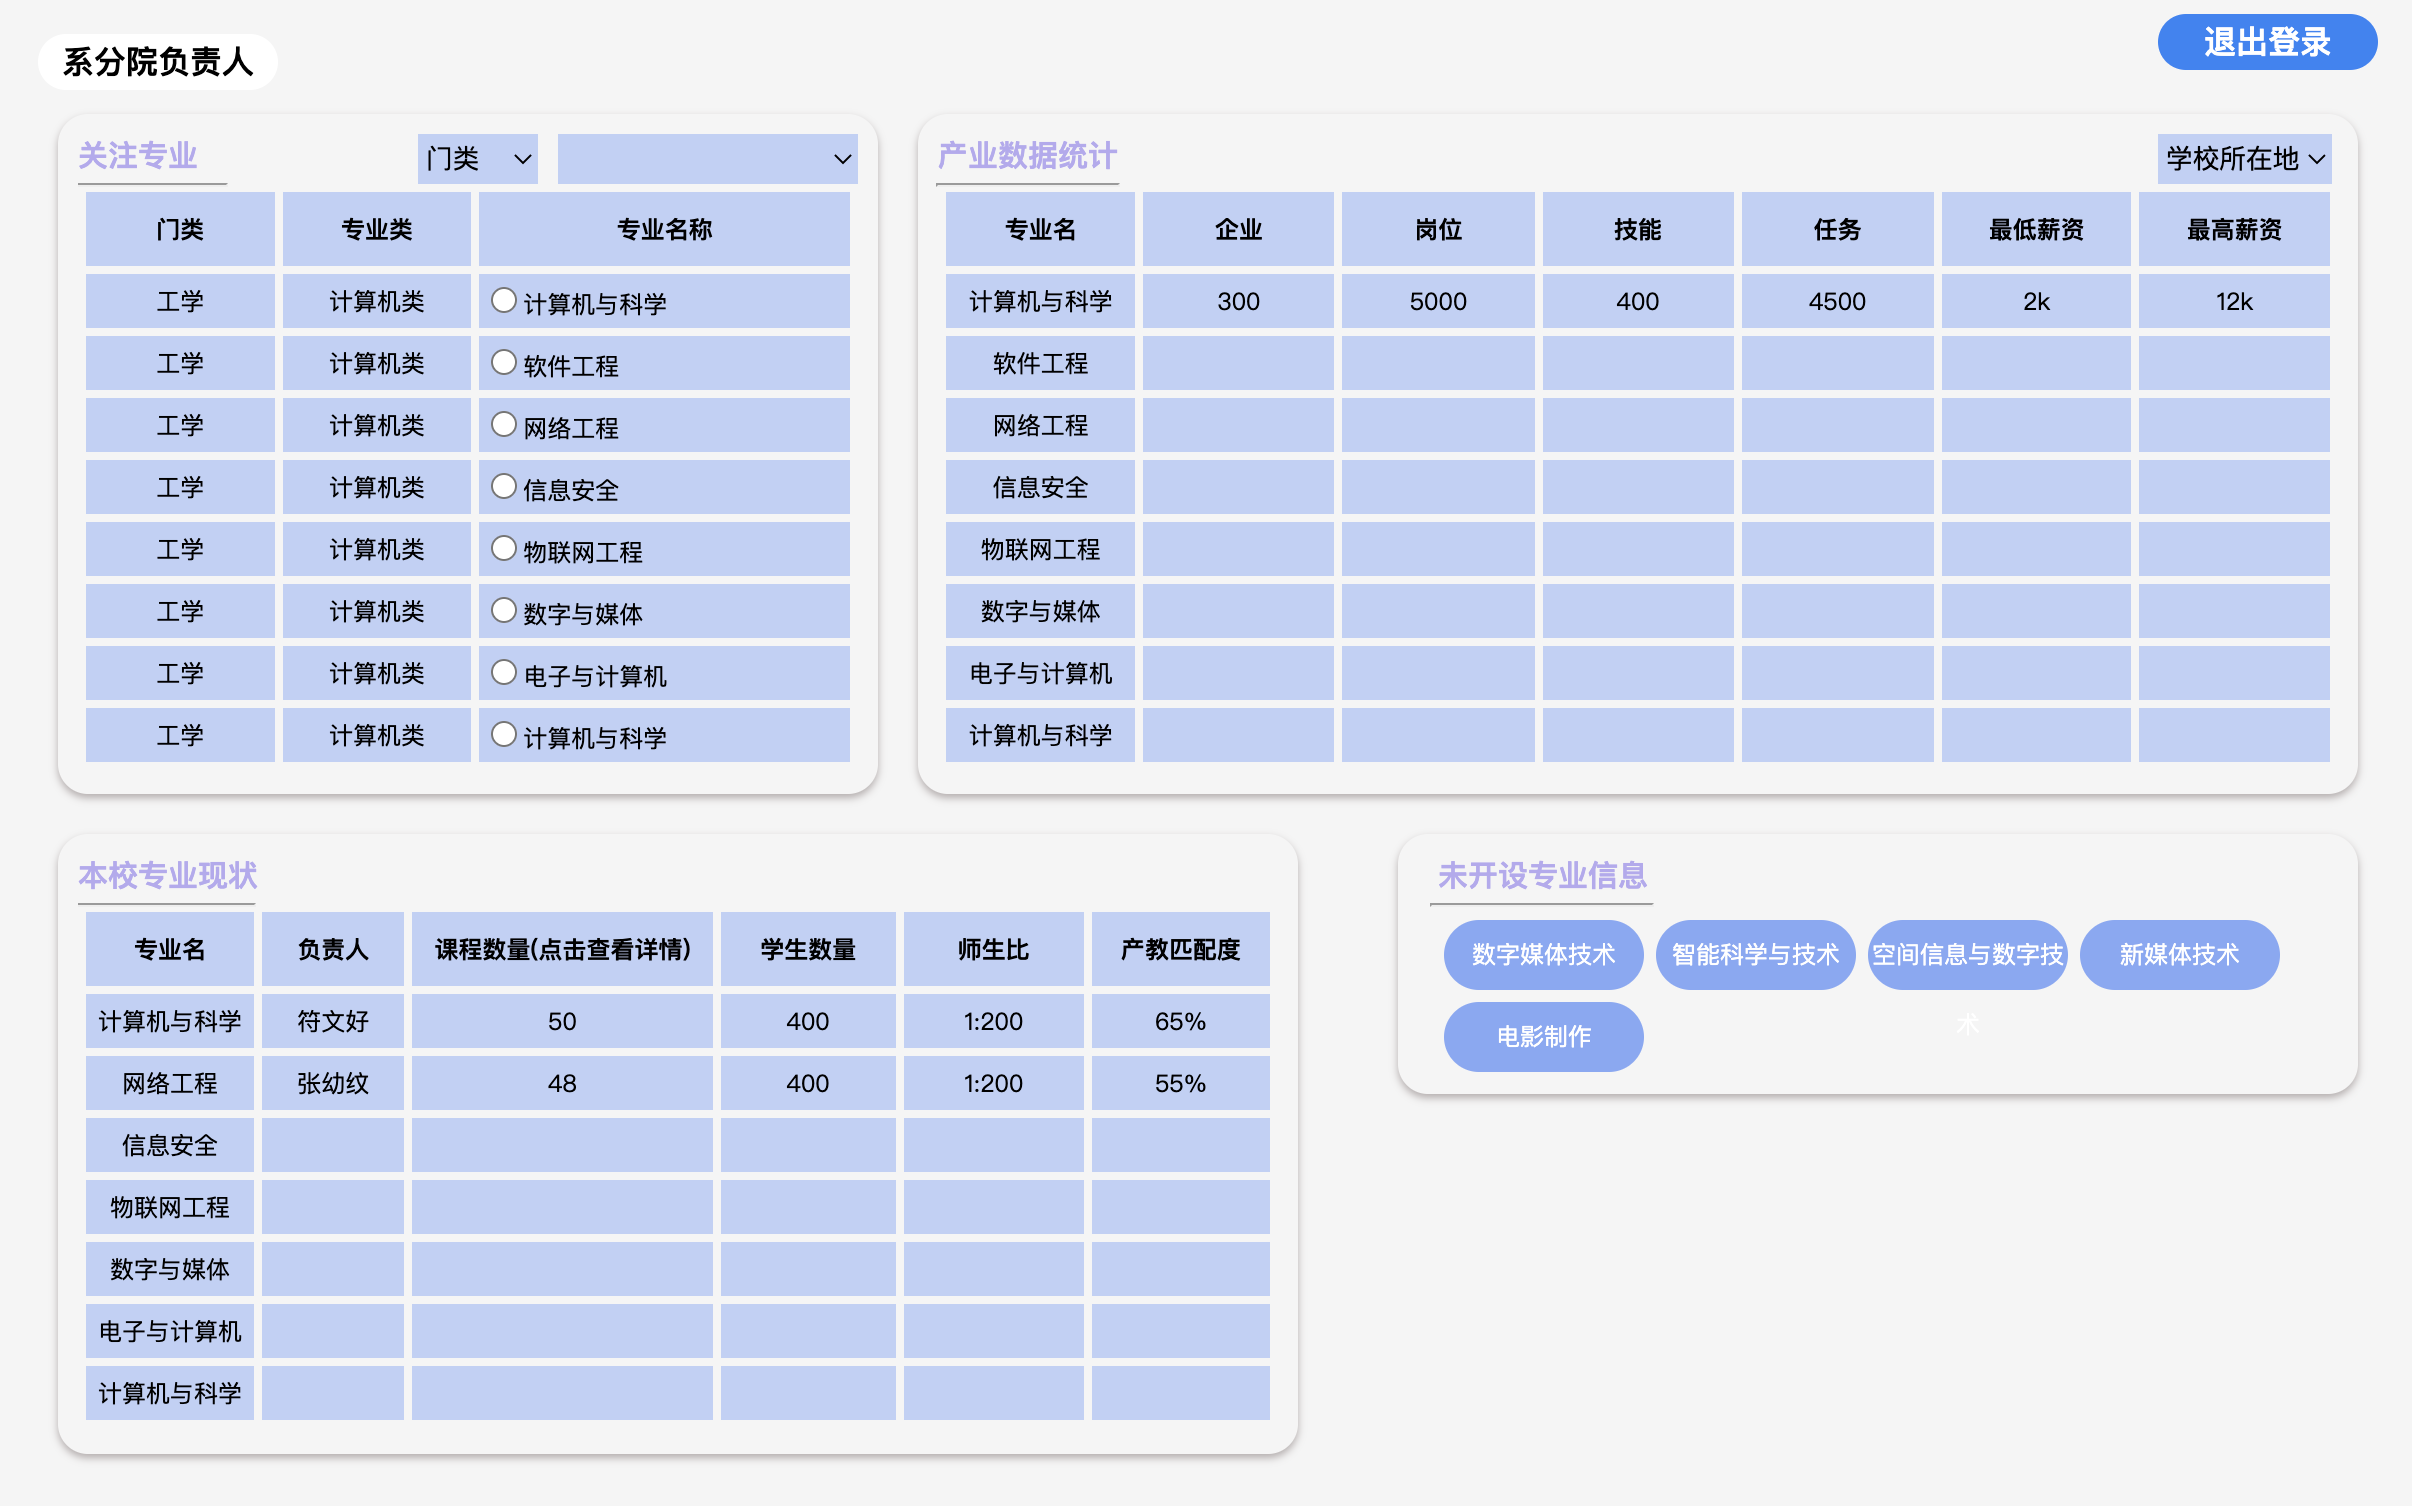 系分院负责人
退出登录
关注专业
门类
门类 专业类 专业名称
工学 计算机类 计算机与科学
工学 计算机类 软件工程
工学 计算机类 网络工程
工学 计算机类 信息安全
工学 计算机类 物联网工程
工学 计算机类 数字与媒体
工学 计算机类 电子与计算机
工学 计算机类 计算机与科学
产业数据统计
学校所在地
专业名 企业 岗位 技能 任务 最低薪资 最高薪资
计算机与科学 300 5000 400 4500 2k 12k
软件工程
网络工程
信息安全
物联网工程
数字与媒体
电子与计算机
计算机与科学
本校专业现状
专业名 负责人 课程数量(点击查看详情) 学生数量 师生比 产教匹配度
计算机与科学 符文好 50 400 1:200 65%
网络工程 张幼纹 48 400 1:200 55%
信息安全
物联网工程
数字与媒体
电子与计算机
计算机与科学
未开设专业信息
数字媒体技术
智能科学与技术
空间信息与数字技
术
新媒体技术
电影制作